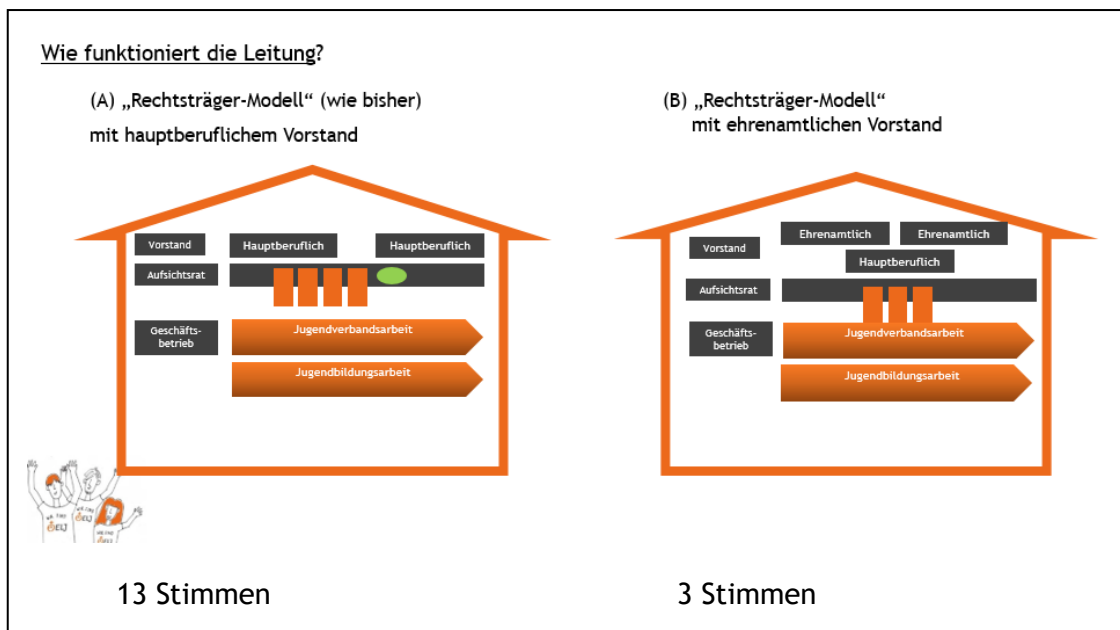 Wie funktioniert die Leitung?
(A) „Rechtsträger-Modell“ (wie bisher)
mit hauptberuflichem Vorstand
Vorstand
Hauptberuflich
Hauptberuflich
Aufsichtsrat
Geschäfts-
betrieb
Jugendverbandsarbeit
Jugendbildungsarbeit
13 Stimmen
(B) „Rechtsträger-Modell“
mit ehrenamtlichen Vorstand
Vorstand
Ehrenamtlich
Ehrenamtlich
Hauptberuflich
Aufsichtsrat
Geschäfts-
betrieb
Jugendverbandsarbeit
Jugendbildungsarbeit
3 Stimmen